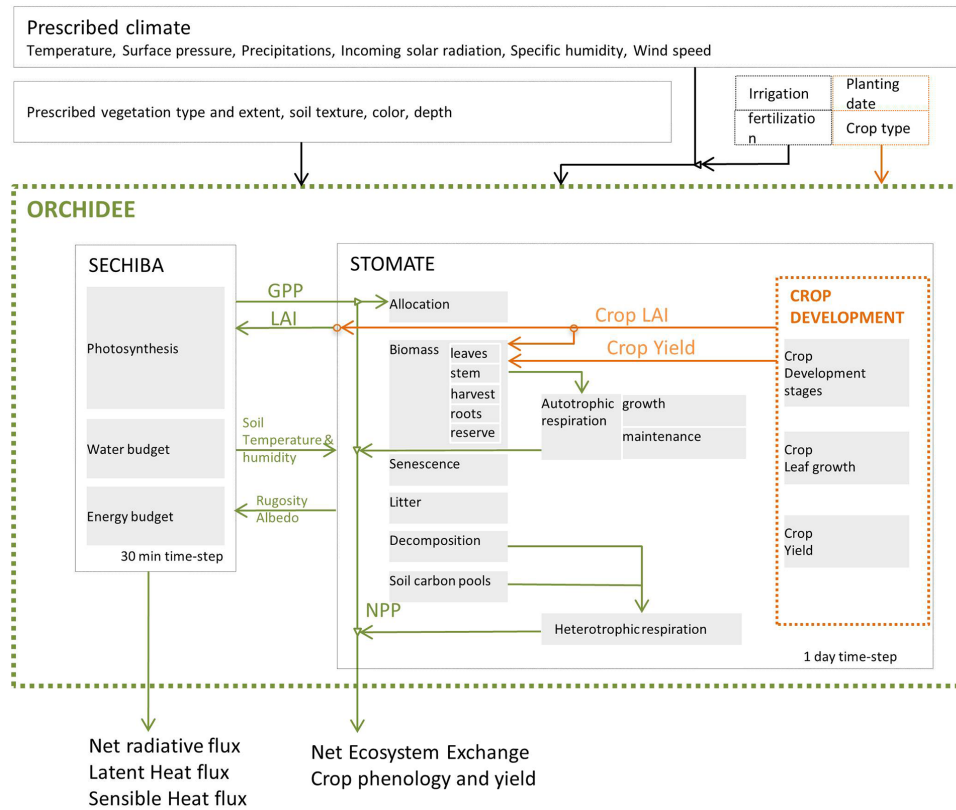 Prescribed climate
Temperature, Surface pressure, Precipitations, Incoming solar radiation, Specific humidity, Wind speed
Prescribed vegetation type and extent, soil texture, color, depth
Irrigation
fertilizatio
n
Planting
date
Crop type
ORCHIDEE
SECHIBA
Photosynthesis
Water budget
Energy budget
30 min time-step
GPP
LAI
Soil
Temperature &
humidity
Rugosity
Albedo
STOMATE
Allocation
Biomass
leaves
stem
harvest
roots
reserve
Senescence
Litter
Decomposition
Soil carbon pools
NPP
Crop LAI
Crop Yield
Autotrophic
respiration
growth
maintenance
Heterotrophic respiration
CROP
DEVELOPMENT
Crop
Development
stages
Crop
Leaf growth
Crop
Yield
1 day time-step
Net radiative flux
Latent Heat flux
Sensible Heat flux
Net Ecosystem Exchange
Crop phenology and yield